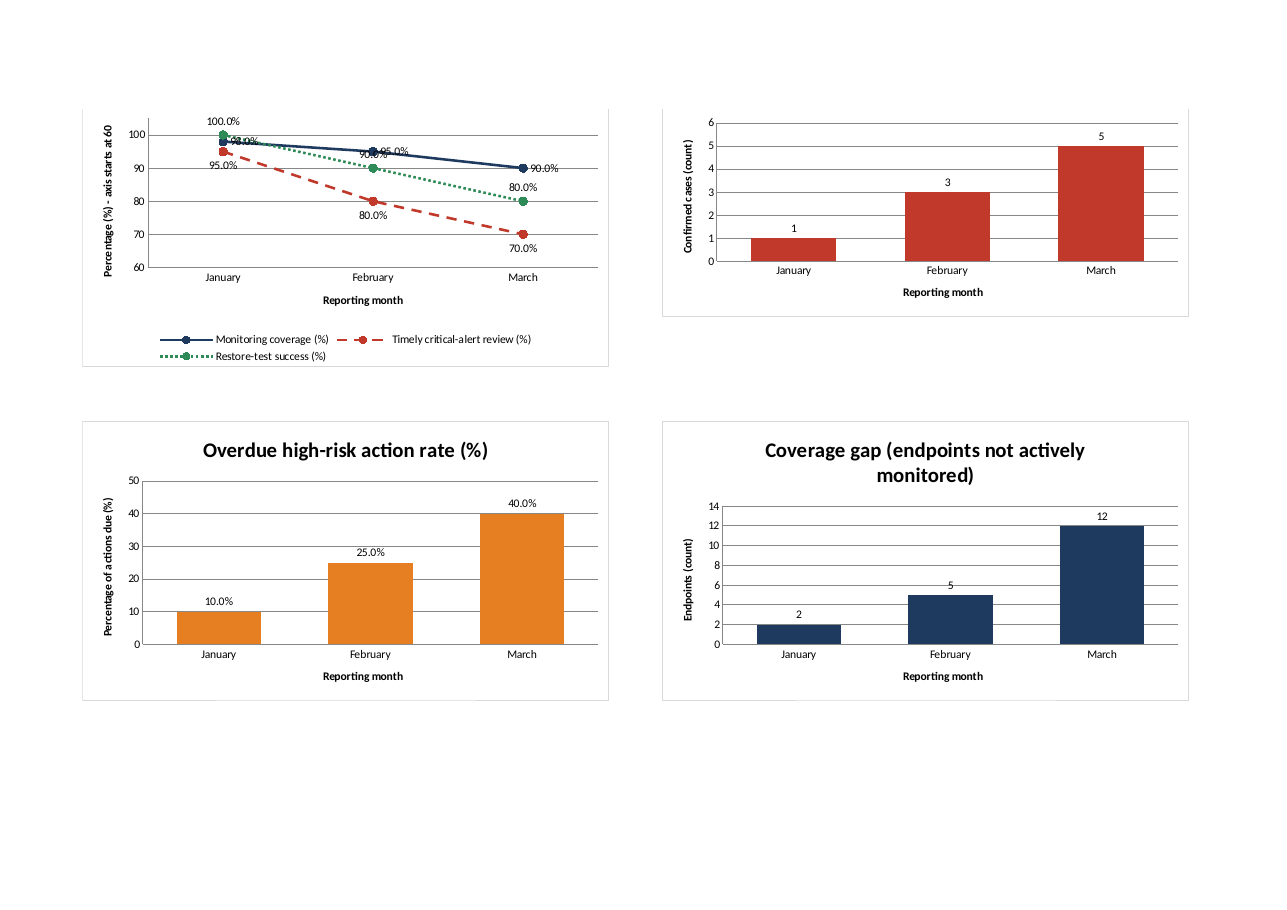 100.0%
100
98.0%
90.0%
95.0%
95.0%
90
90.0%
80.0%
80
80.0%
70
70.0%
60
Percentage (%) - axis starts at 60
January
February
March
Reporting month
Monitoring coverage (%)
Timely critical-alert review (%)
Restore-test success (%)
6
5
4
3
2
1
0
Confirmed cases (count)
1
3
5
January
February
March
Reporting month
Overdue high-risk action rate (%)
50
40
30
20
10
0
Percentage of actions due (%)
10.0%
25.0%
40.0%
January
February
March
Reporting month
Coverage gap (endpoints not actively
monitored)
14
12
10
8
6
4
2
0
Endpoints (count)
2
5
12
January
February
March
Reporting month